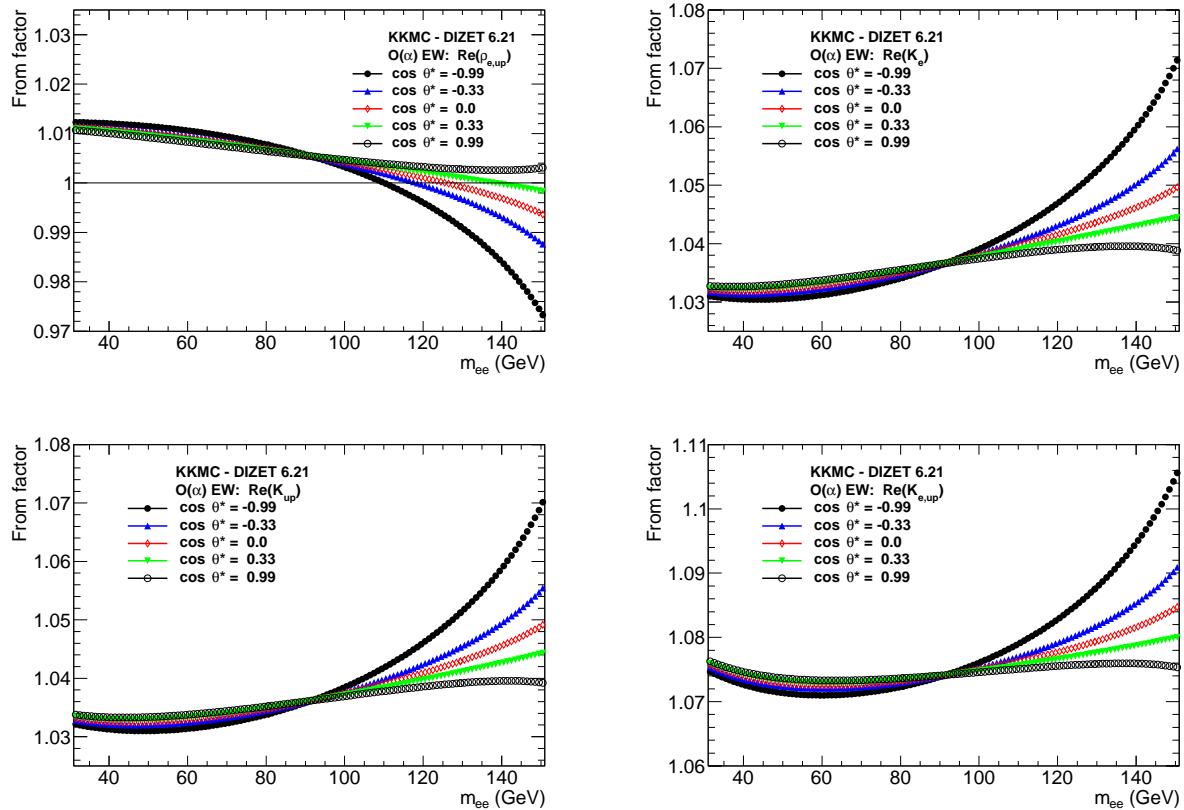 From factor
1.03
1.02
1.01
1
0.99
0.98
0.97
KKMC - DIZET 6.21
O(α) EW: Re(ρe,up)
cos θ* = -0.99
cos θ* = -0.33
cos θ* = 0.0
cos θ* = 0.33
cos θ* = 0.99
40 60 80 100 120 140
mee (GeV)
From factor
1.08
1.07
1.06
1.05
1.04
1.03
KKMC - DIZET 6.21
O(α) EW: Re(Ke)
cos θ* = -0.99
cos θ* = -0.33
cos θ* = 0.0
cos θ* = 0.33
cos θ* = 0.99
40 60 80 100 120 140
mee (GeV)
From factor
1.08
1.07
1.06
1.05
1.04
1.03
KKMC - DIZET 6.21
O(α) EW: Re(Kup)
cos θ* = -0.99
cos θ* = -0.33
cos θ* = 0.0
cos θ* = 0.33
cos θ* = 0.99
40 60 80 100 120 140
mee (GeV)
From factor
1.11
1.1
1.09
1.08
1.07
1.06
KKMC - DIZET 6.21
O(α) EW: Re(Ke,up)
cos θ* = -0.99
cos θ* = -0.33
cos θ* = 0.0
cos θ* = 0.33
cos θ* = 0.99
40 60 80 100 120 140
mee (GeV)